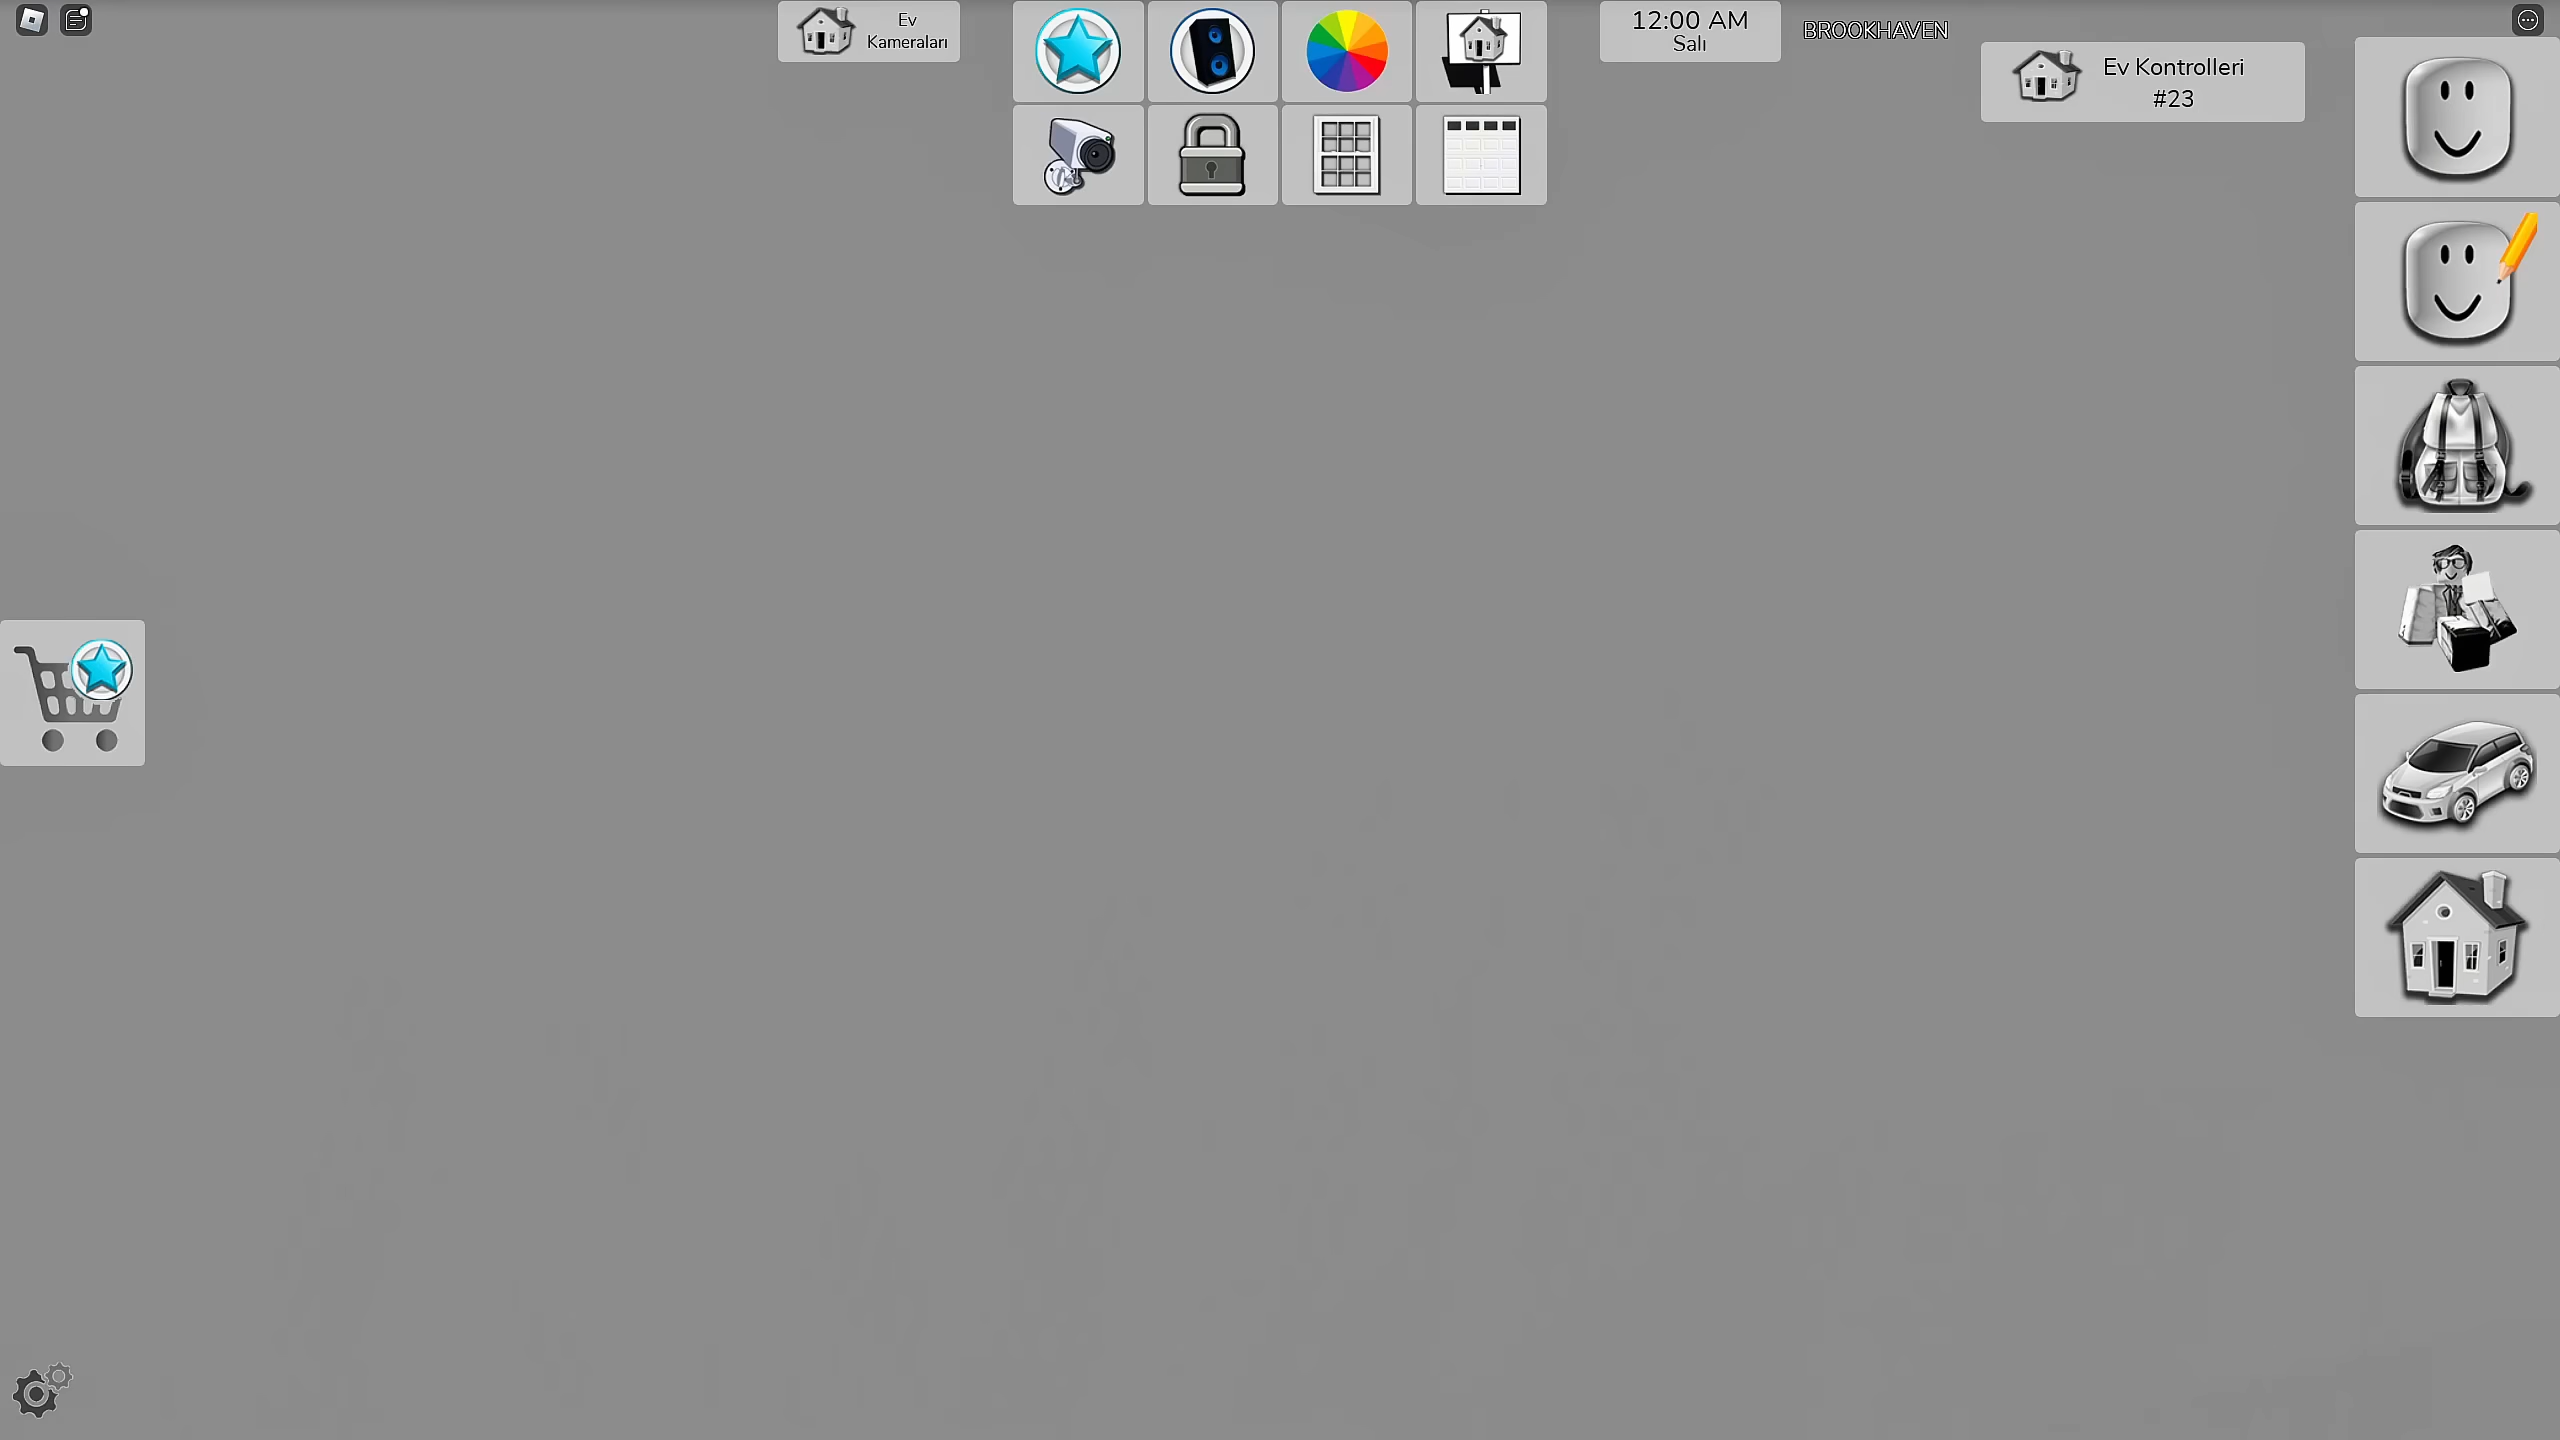 Ev
Kameraları
12:00 AM
Salı
BROOKHAVEN
Ev Kontrolleri
#23